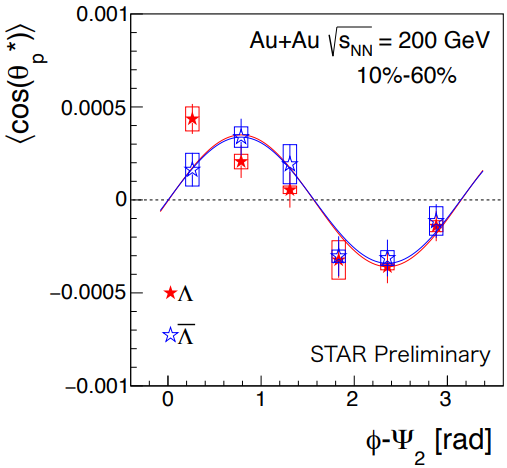 ⟨cos(θp*)⟩
0.001
0.0005
0
−0.0005
−0.001
Au+Au √sNN = 200 GeV
10%-60%
Λ
Λ̅
STAR Preliminary
0 1 2 3
ϕ-Ψ2 [rad]